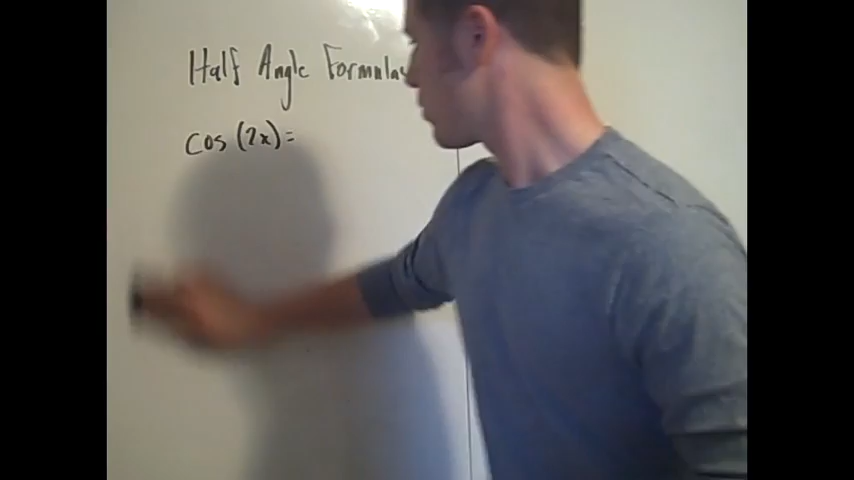 Half Angle Formulas
cos (2x) =